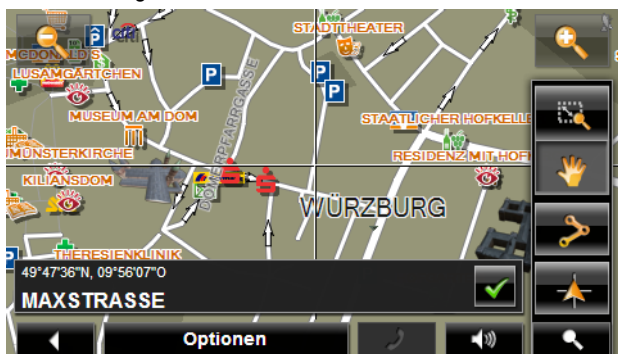 STADTTHEATER
MCDONALD'S
LUSAMGÄRTCHEN
P
P
P
MUSEUM AM DOM
DOMERPFARRGASSE
STAATLICHER HOFKELLE
MÜNSTERKIRCHE
RESIDENZ MIT HOF
KILIANSDOM
WÜRZBURG
THERESIENKLINIK
49°47'36"N, 09°56'07"O
MAXSTRASSE
Optionen